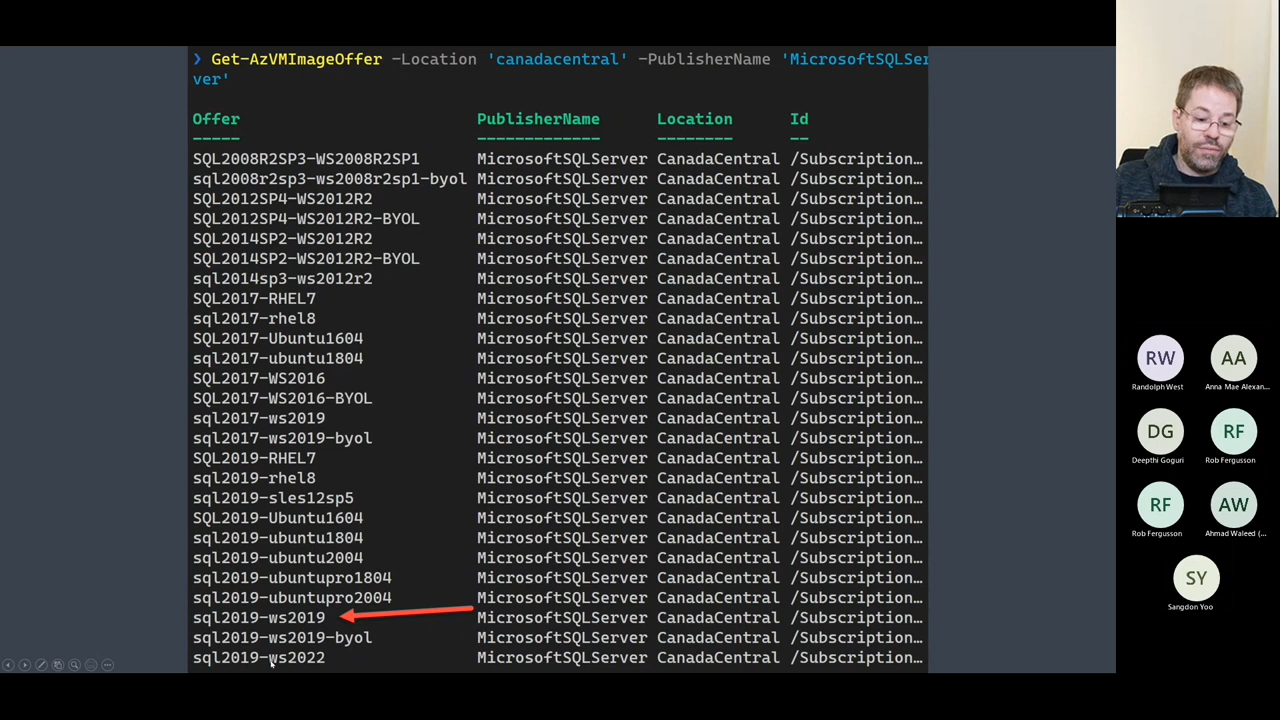 ❯ Get-AzVMImageOffer -Location 'canadacentral' -PublisherName 'MicrosoftSQLSer
ver'
Offer PublisherName Location Id
----- ------------- -------- --
SQL2008R2SP3-WS2008R2SP1 MicrosoftSQLServer CanadaCentral /Subscription…
sql2008r2sp3-ws2008r2sp1-byol MicrosoftSQLServer CanadaCentral /Subscription…
SQL2012SP4-WS2012R2 MicrosoftSQLServer CanadaCentral /Subscription…
SQL2012SP4-WS2012R2-BYOL MicrosoftSQLServer CanadaCentral /Subscription…
SQL2014SP2-WS2012R2 MicrosoftSQLServer CanadaCentral /Subscription…
SQL2014SP2-WS2012R2-BYOL MicrosoftSQLServer CanadaCentral /Subscription…
sql2014sp3-ws2012r2 MicrosoftSQLServer CanadaCentral /Subscription…
SQL2017-RHEL7 MicrosoftSQLServer CanadaCentral /Subscription…
sql2017-rhel8 MicrosoftSQLServer CanadaCentral /Subscription…
SQL2017-Ubuntu1604 MicrosoftSQLServer CanadaCentral /Subscription…
sql2017-ubuntu1804 MicrosoftSQLServer CanadaCentral /Subscription…
SQL2017-WS2016 MicrosoftSQLServer CanadaCentral /Subscription…
SQL2017-WS2016-BYOL MicrosoftSQLServer CanadaCentral /Subscription…
sql2017-ws2019 MicrosoftSQLServer CanadaCentral /Subscription…
sql2017-ws2019-byol MicrosoftSQLServer CanadaCentral /Subscription…
SQL2019-RHEL7 MicrosoftSQLServer CanadaCentral /Subscription…
sql2019-rhel8 MicrosoftSQLServer CanadaCentral /Subscription…
sql2019-sles12sp5 MicrosoftSQLServer CanadaCentral /Subscription…
SQL2019-Ubuntu1604 MicrosoftSQLServer CanadaCentral /Subscription…
sql2019-ubuntu1804 MicrosoftSQLServer CanadaCentral /Subscription…
sql2019-ubuntu2004 MicrosoftSQLServer CanadaCentral /Subscription…
sql2019-ubuntupro1804 MicrosoftSQLServer CanadaCentral /Subscription…
sql2019-ubuntupro2004 MicrosoftSQLServer CanadaCentral /Subscription…
sql2019-ws2019 MicrosoftSQLServer CanadaCentral /Subscription…
sql2019-ws2019-byol MicrosoftSQLServer CanadaCentral /Subscription…
sql2019-ws2022 MicrosoftSQLServer CanadaCentral /Subscription…
RW AA
Randolph West Anna Mae Alexan...
DG RF
Deepthi Goguri Rob Fergusson
RF AW
Rob Fergusson Ahmad Waleed (...
SY
Sangdon Yoo